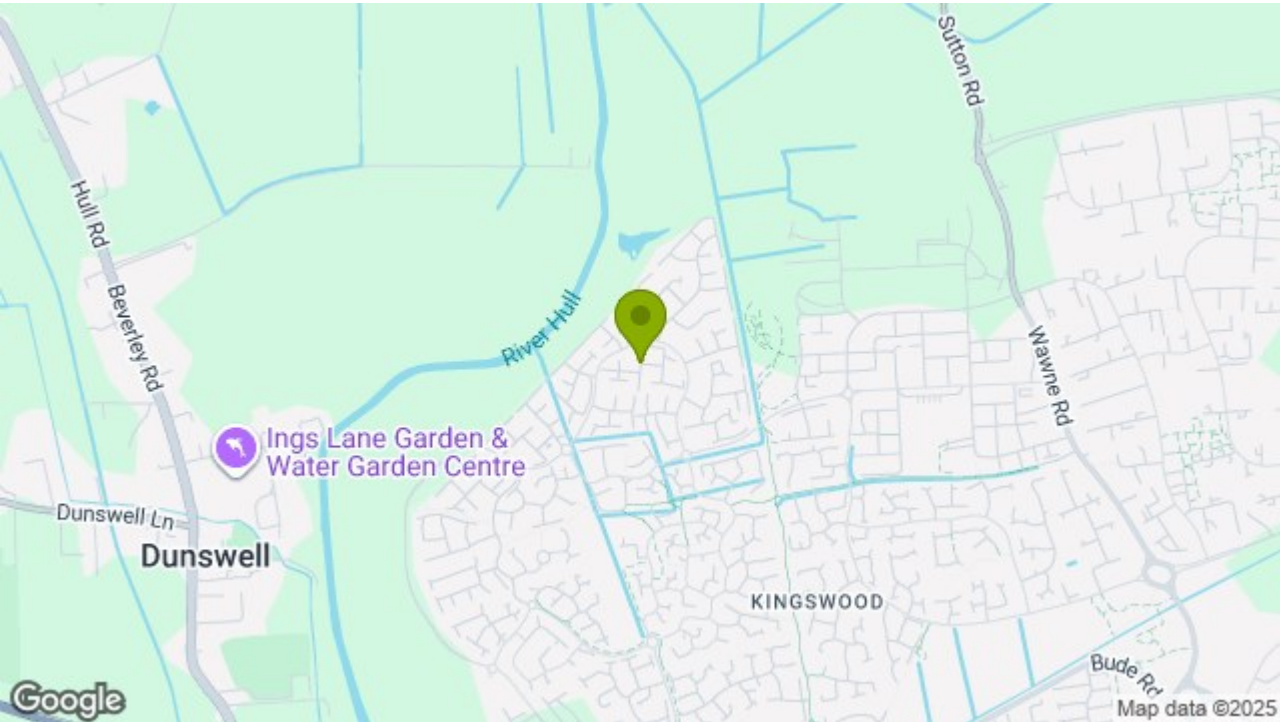 Sutton Rd
Hull Rd
Beverley Rd
River Hull
Wawne Rd
Ings Lane Garden &
Water Garden Centre
Dunswell Ln
Dunswell
KINGSWOOD
Bude Rd
Google
Map data ©2025